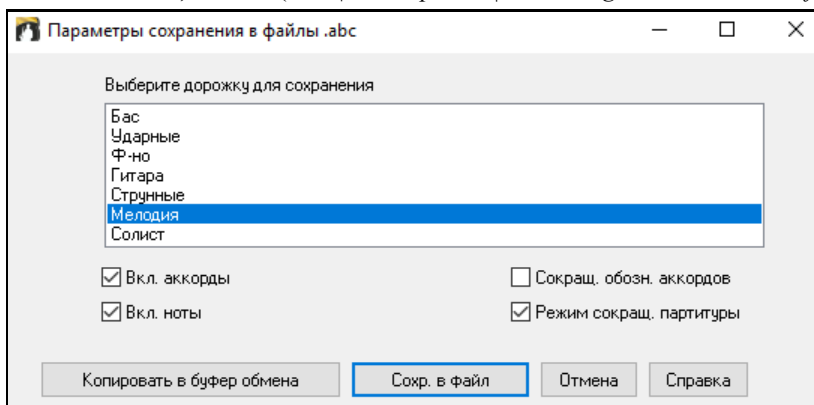 Параметры сохранения в файлы .abc
Выберите дорожку для сохранения
Бас
Ударные
Ф-но
Гитара
Струнные
Мелодия
Солист
Вкл. аккорды
Сокращ. обозн. аккордов
Вкл. ноты
Режим сокращ. партитуры
Копировать в буфер обмена
Сохр. в файл
Отмена
Справка